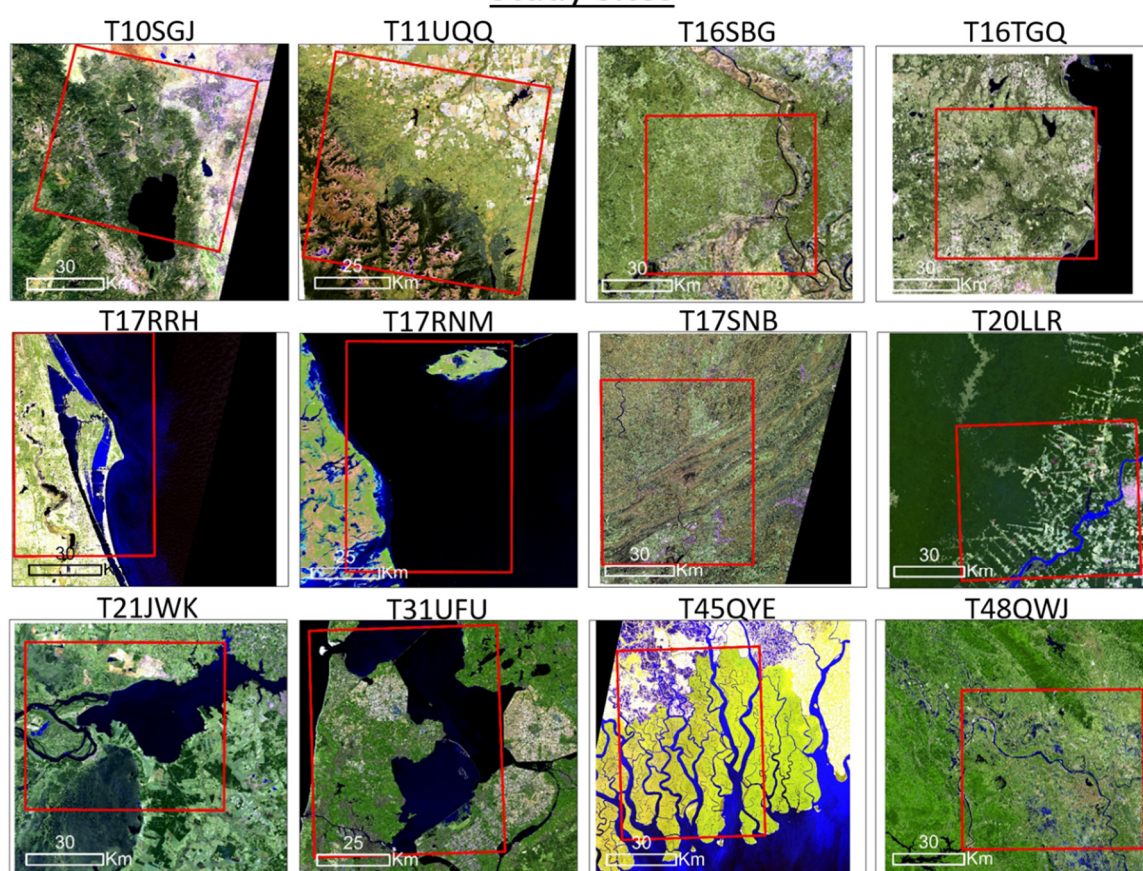 T10SGJ T11UQQ T16SBG T16TGQ
30 Km 25 Km 30 Km 30 Km
T17RRH T17RNM T17SNB T20LLR
30 Km 25 Km 30 Km 30 Km
T21JWK T31UFU T45QYE T48QWJ
30 Km 25 Km 30 Km 30 Km